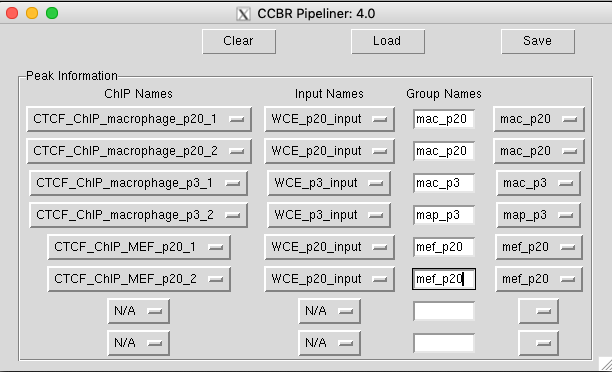 CCBR Pipeliner: 4.0
Clear Load Save
Peak Information
ChIP Names Input Names Group Names
CTCF_ChIP_macrophage_p20_1 WCE_p20_input mac_p20 mac_p20
CTCF_ChIP_macrophage_p20_2 WCE_p20_input mac_p20 mac_p20
CTCF_ChIP_macrophage_p3_1 WCE_p3_input mac_p3 mac_p3
CTCF_ChIP_macrophage_p3_2 WCE_p3_input map_p3 map_p3
CTCF_ChIP_MEF_p20_1 WCE_p20_input mef_p20 mef_p20
CTCF_ChIP_MEF_p20_2 WCE_p20_input mef_p20 mef_p20
N/A N/A
N/A N/A